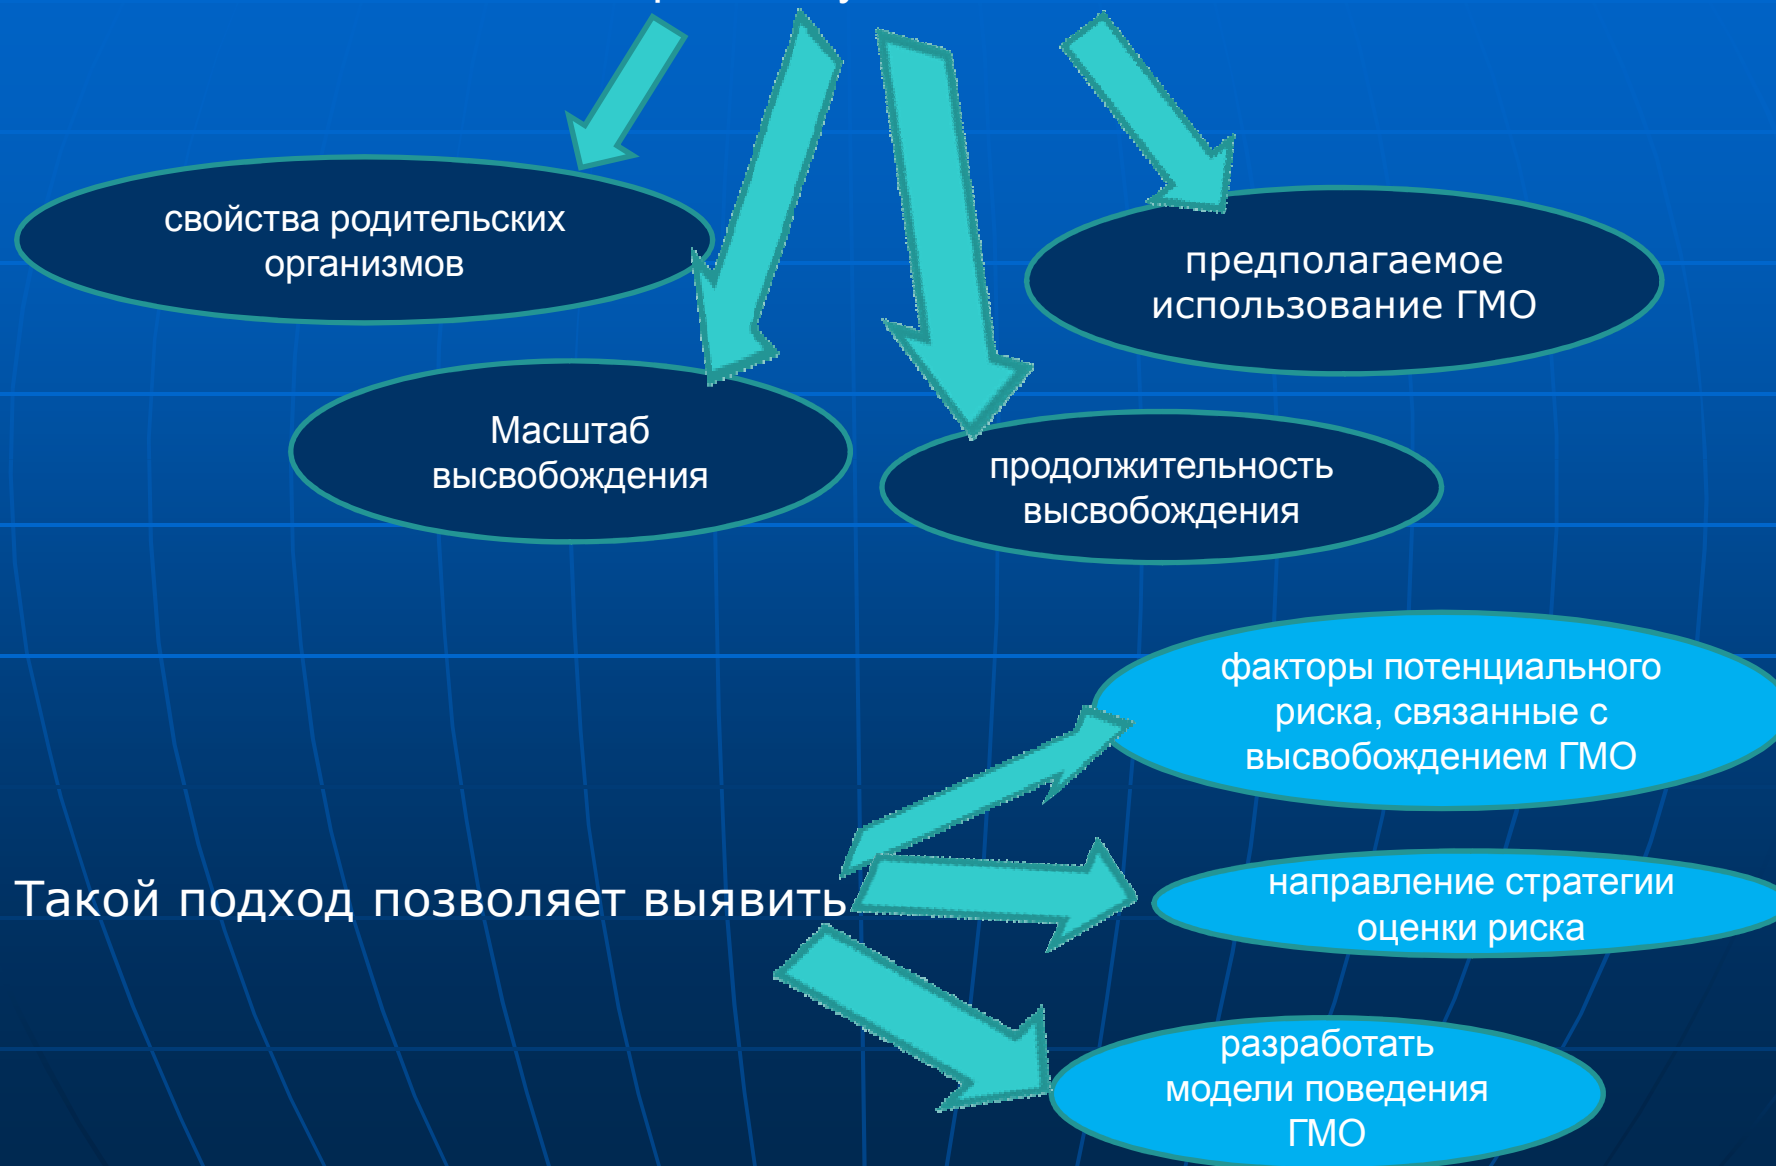 свойства родительских
организмов
предполагаемое
использование ГМО
Масштаб
высвобождения
продолжительность
высвобождения
факторы потенциального
риска, связанные с
высвобождением ГМО
Такой подход позволяет выявить
направление стратегии
оценки риска
разработать
модели поведения
ГМО